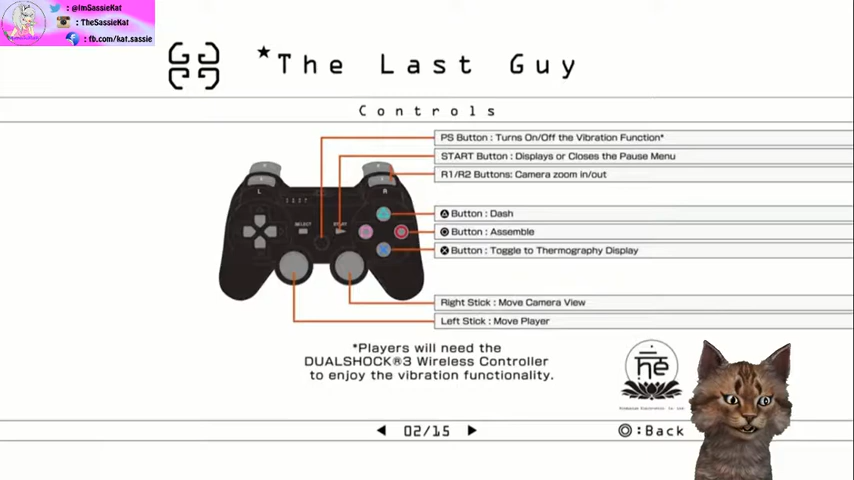 : @ImSassieKat
: TheSassieKat
: fb.com/kat.sassie
*The Last Guy
Controls
PS Button : Turns On/Off the Vibration Function*
START Button : Displays or Closes the Pause Menu
R1/R2 Buttons: Camera zoom in/out
L
R
SELECT
START
△ Button : Dash
○ Button : Assemble
✕ Button : Toggle to Thermography Display
Right Stick : Move Camera View
Left Stick : Move Player
*Players will need the
DUALSHOCK®3 Wireless Controller
to enjoy the vibration functionality.
◀ 02/15 ▶
◎:Back